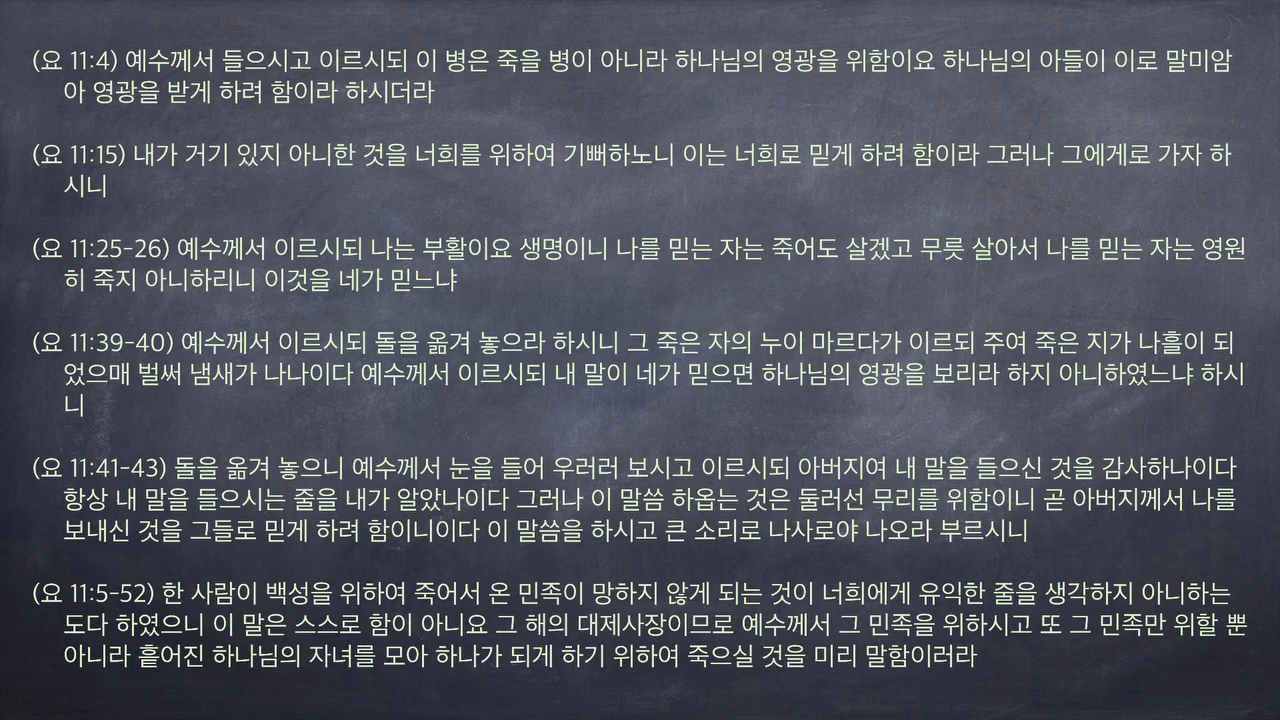 (요 11:4) 예수께서 들으시고 이르시되 이 병은 죽을 병이 아니라 하나님의 영광을 위함이요 하나님의 아들이 이로 말미암
아 영광을 받게 하려 함이라 하시더라
(요 11:15) 내가 거기 있지 아니한 것을 너희를 위하여 기뻐하노니 이는 너희로 믿게 하려 함이라 그러나 그에게로 가자 하
시니
(요 11:25-26) 예수께서 이르시되 나는 부활이요 생명이니 나를 믿는 자는 죽어도 살겠고 무릇 살아서 나를 믿는 자는 영원
히 죽지 아니하리니 이것을 네가 믿느냐
(요 11:39-40) 예수께서 이르시되 돌을 옮겨 놓으라 하시니 그 죽은 자의 누이 마르다가 이르되 주여 죽은 지가 나흘이 되
었으매 벌써 냄새가 나나이다 예수께서 이르시되 내 말이 네가 믿으면 하나님의 영광을 보리라 하지 아니하였느냐 하시
니
(요 11:41-43) 돌을 옮겨 놓으니 예수께서 눈을 들어 우러러 보시고 이르시되 아버지여 내 말을 들으신 것을 감사하나이다
항상 내 말을 들으시는 줄을 내가 알았나이다 그러나 이 말씀 하옵는 것은 둘러선 무리를 위함이니 곧 아버지께서 나를
보내신 것을 그들로 믿게 하려 함이니이다 이 말씀을 하시고 큰 소리로 나사로야 나오라 부르시니
(요 11:5-52) 한 사람이 백성을 위하여 죽어서 온 민족이 망하지 않게 되는 것이 너희에게 유익한 줄을 생각하지 아니하는
도다 하였으니 이 말은 스스로 함이 아니요 그 해의 대제사장이므로 예수께서 그 민족을 위하시고 또 그 민족만 위할 뿐
아니라 흩어진 하나님의 자녀를 모아 하나가 되게 하기 위하여 죽으실 것을 미리 말함이러라